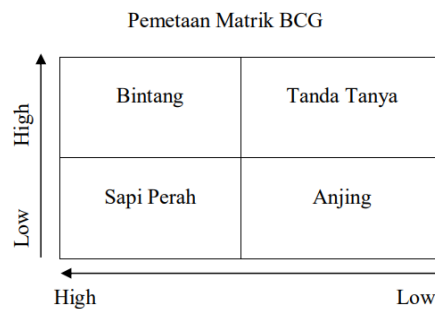 Pemetaan Matrik BCG
High
Bintang
Tanda Tanya
Low
Sapi Perah
Anjing
High
Low